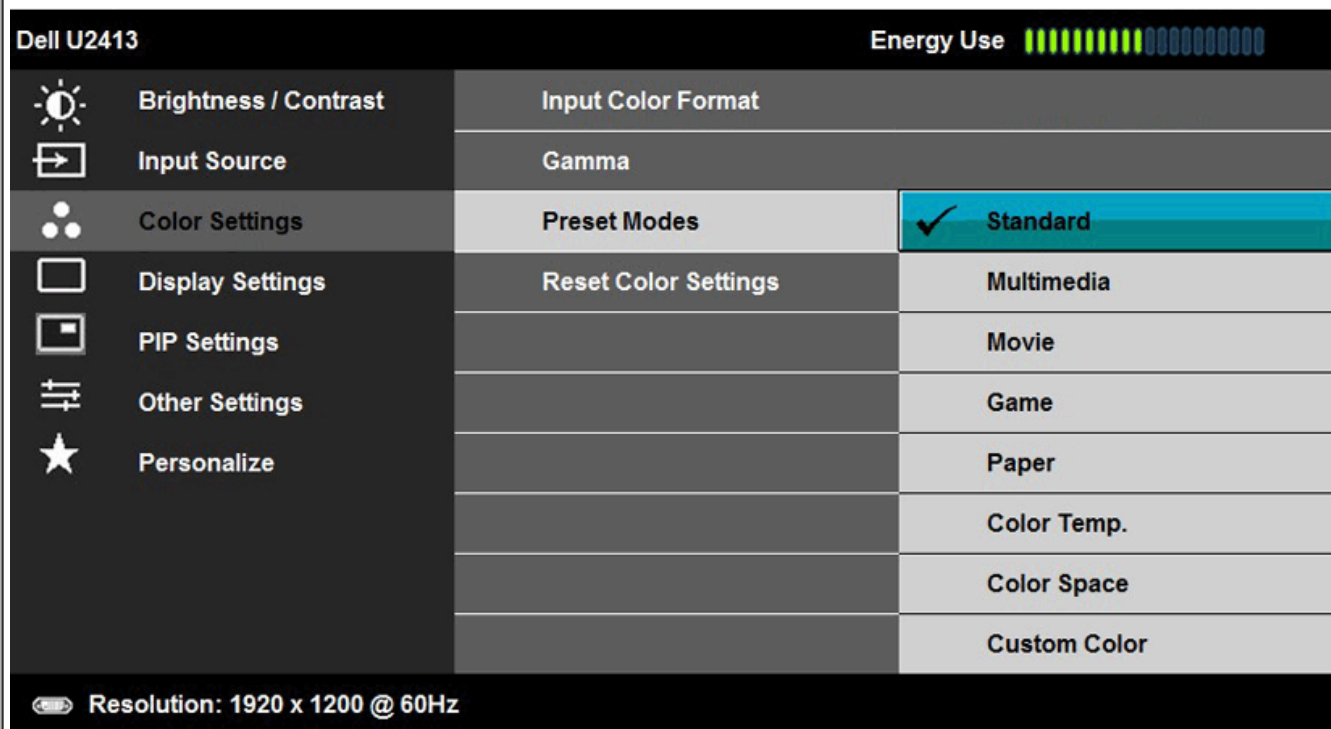 Dell U2413 Energy Use
Brightness / Contrast Input Color Format
Input Source Gamma
Color Settings Preset Modes Standard
Display Settings Reset Color Settings Multimedia
PIP Settings Movie
Other Settings Game
Personalize Paper
Color Temp.
Color Space
Custom Color
Resolution: 1920 x 1200 @ 60Hz